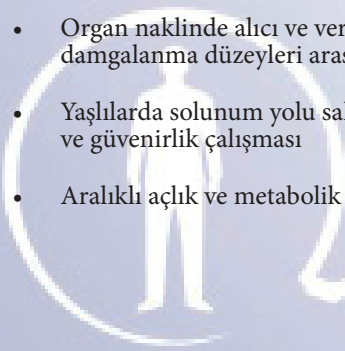 • Organ naklinde alıcı ve ver
damgalanma düzeyleri aras
• Yaşlılarda solunum yolu sal
ve güvenirlik çalışması
• Aralıklı açlık ve metabolik